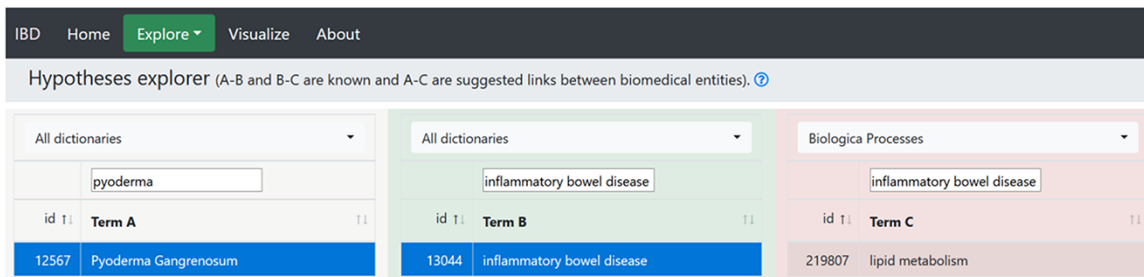 IBD Home Explore Visualize About
Hypotheses explorer (A-B and B-C are known and A-C are suggested links between biomedical entities).
All dictionaries All dictionaries Biologica Processes
pyoderma inflammatory bowel disease inflammatory bowel disease
id Term A id Term B id Term C
12567 Pyoderma Gangrenosum 13044 inflammatory bowel disease 219807 lipid metabolism